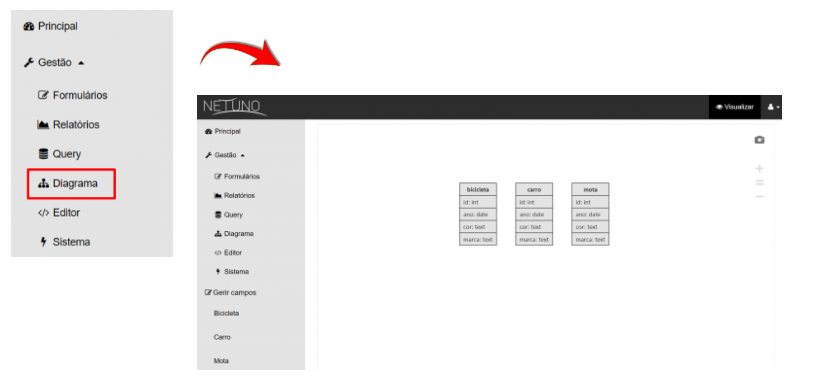 Principal
Gestão
Formulários
Relatórios
Query
Diagrama
Editor
Sistema
NETUNO
Visualizar
Principal
Gestão
Formulários
Relatórios
Query
Diagrama
Editor
Sistema
Gerir campos
Bicicleta
Carro
Mota
bicicleta
id: int
ano: date
cor: text
marca: text
carro
id: int
ano: date
cor: text
marca: text
mota
id: int
ano: date
cor: text
marca: text